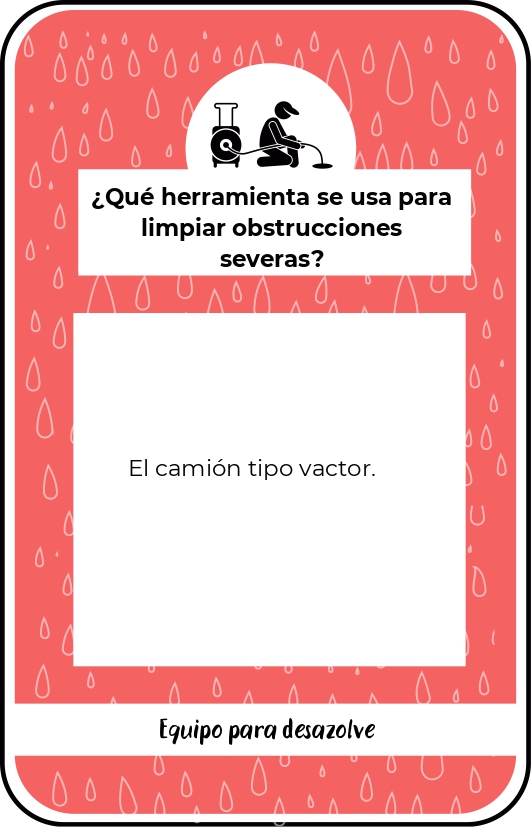 ¿Qué herramienta se usa para
limpiar obstrucciones
severas?
El camión tipo vactor.
Equipo para desazolve